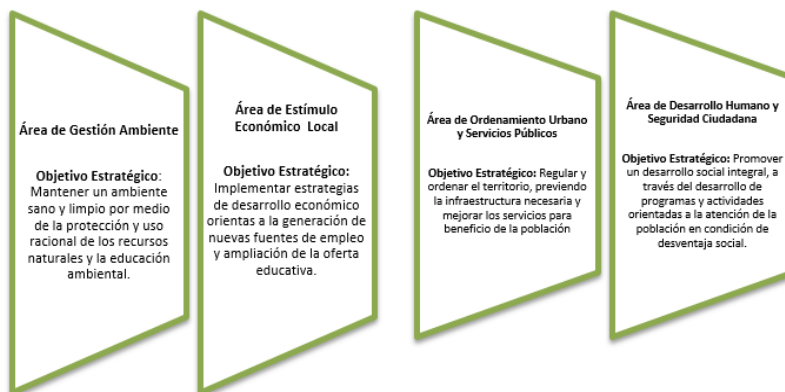 Área de Gestión Ambiente
Objetivo Estratégico:
Mantener un ambiente
sano y limpio por medio
de la protección y uso
racional de los recursos
naturales y la educación
ambiental.
Área de Estímulo
Económico Local
Objetivo Estratégico:
Implementar estrategias
de desarrollo económico
orientas a la generación de
nuevas fuentes de empleo
y ampliación de la oferta
educativa.
Área de Ordenamiento Urbano
y Servicios Públicos
Objetivo Estratégico: Regular y
ordenar el territorio, previendo
la infraestructura necesaria y
mejorar los servicios para
beneficio de la población
Área de Desarrollo Humano y
Seguridad Ciudadana
Objetivo Estratégico: Promover
un desarrollo social integral, a
través del desarrollo de
programas y actividades
orientadas a la atención de la
población en condición de
desventaja social.